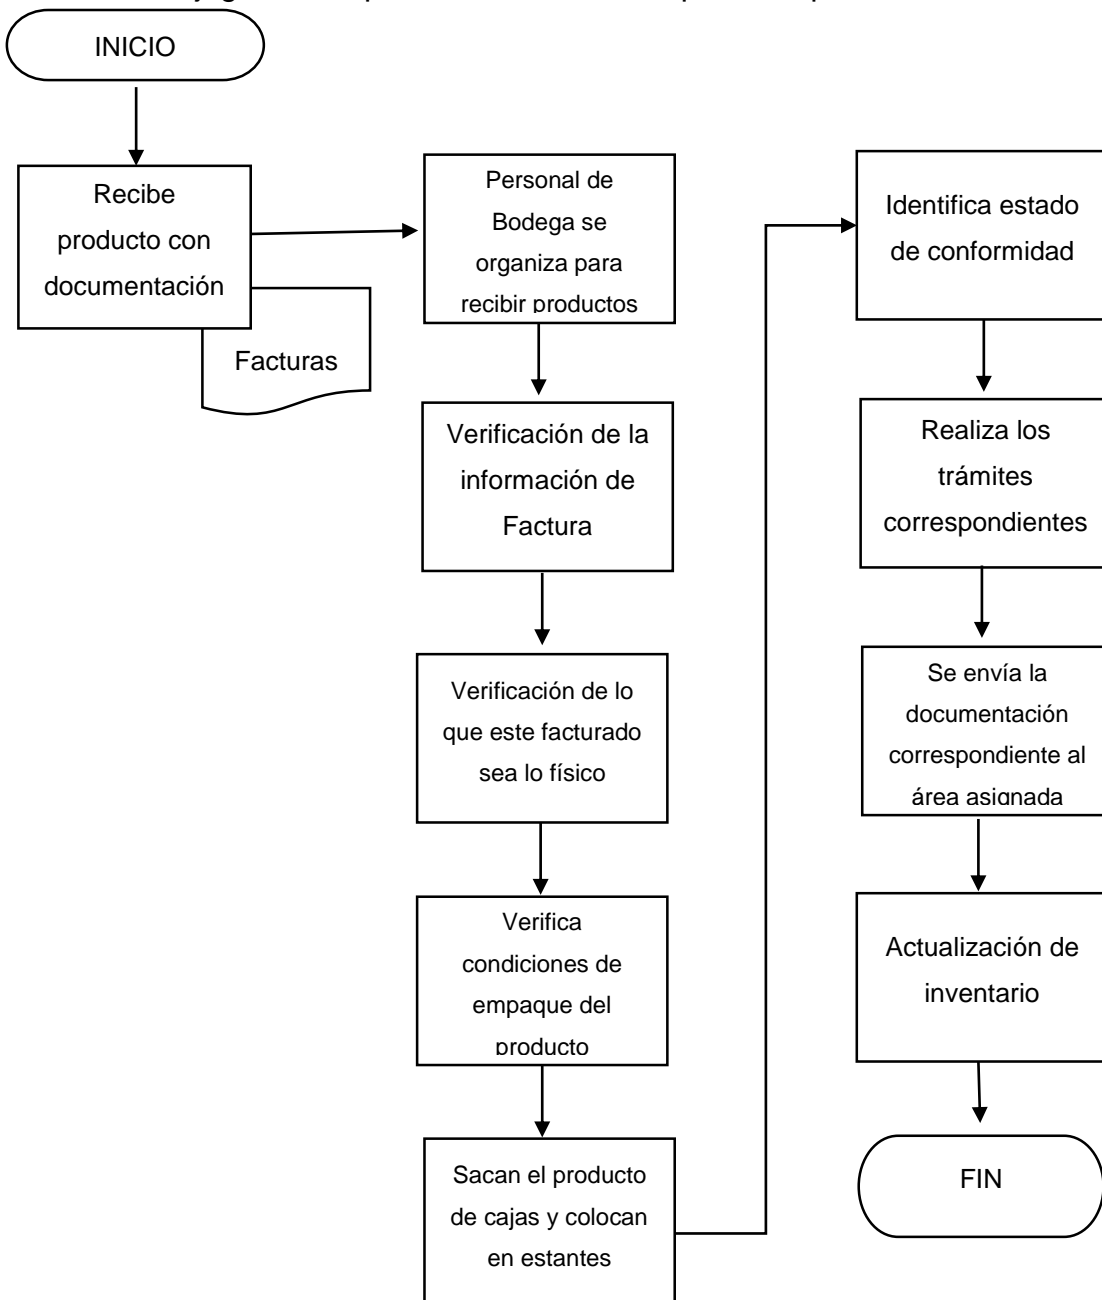 INICIO
Recibe
producto con
documentación
Facturas
Personal de
Bodega se
organiza para
recibir productos
Verificación de la
información de
Factura
Verificación de lo
que este facturado
sea lo físico
Verifica
condiciones de
empaque del
producto
Sacan el producto
de cajas y colocan
en estantes
Identifica estado
de conformidad
Realiza los
trámites
correspondientes
Se envía la
documentación
correspondiente al
área asignada
Actualización de
inventario
FIN